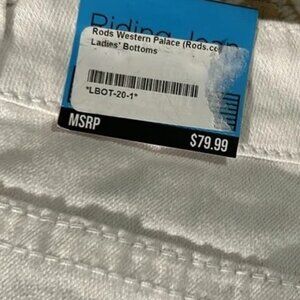 Riding Jean
Rods Western Palace (Rods.co
Ladies' Bottoms
*LBOT-20-1*
MSRP $79.99